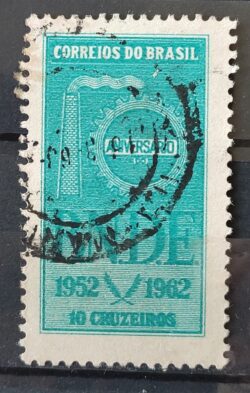 CORREIOS DO BRASIL
ANIVERSARIO
B.N.D.E.
1952 1962
10 CRUZEIROS